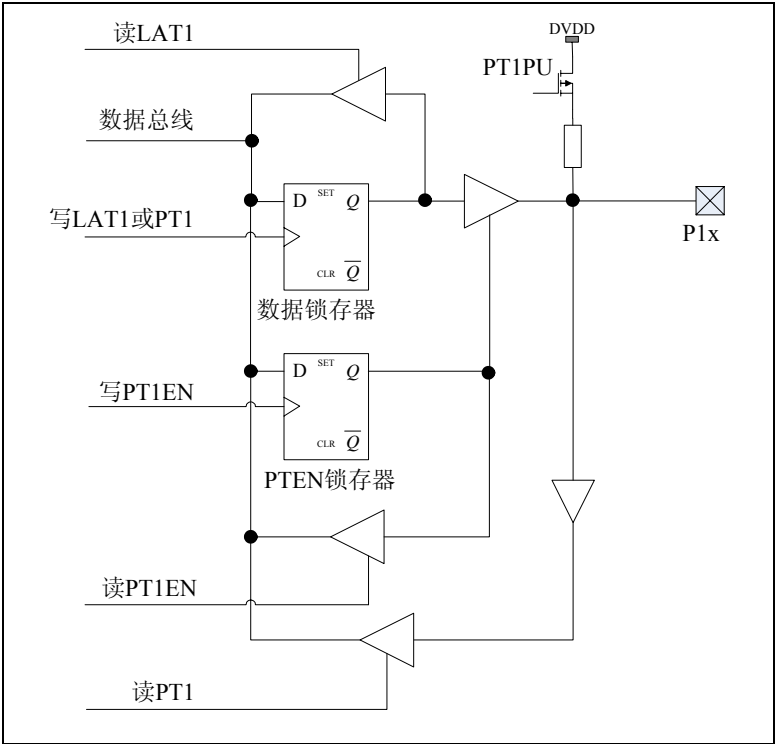 读LAT1
DVDD
PT1PU
数据总线
D SET Q
写LAT1或PT1
P1x
CLR Q
数据锁存器
D SET Q
写PT1EN
CLR Q
PTEN锁存器
读PT1EN
读PT1